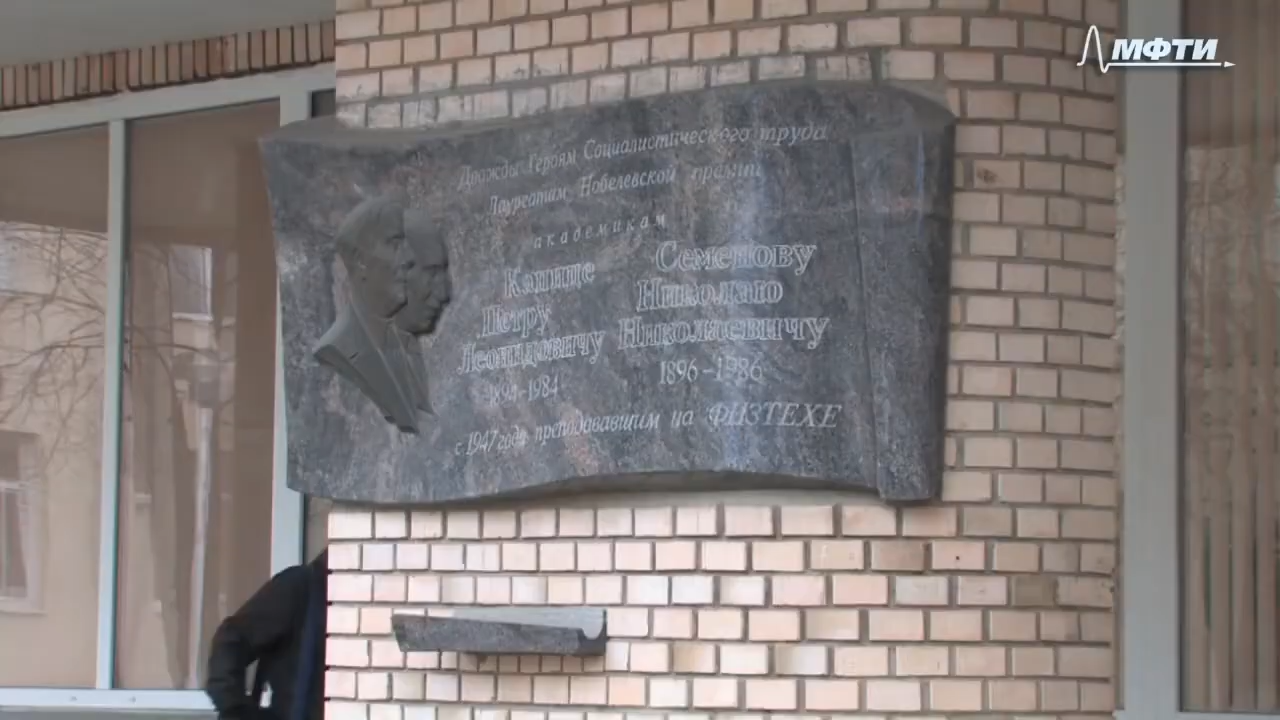 МФТИ
Дважды Героям Социалистического труда
Лауреатам Нобелевской премии
академикам
Капице
Петру
Леонидовичу
1894-1984
Семенову
Николаю
Николаевичу
1896-1986
с 1947 года преподававшим на ФИЗТЕХЕ